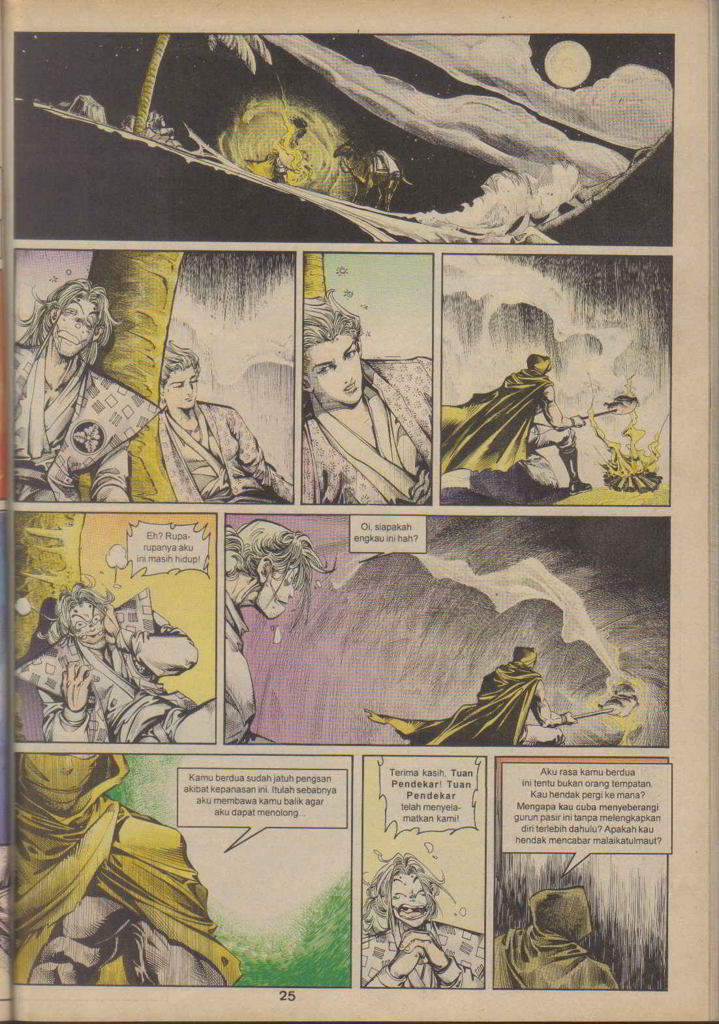 Eh? Rupa-
rupanya aku
ini masih hidup!
Oi, siapakah
engkau ini hah?
Kamu berdua sudah jatuh pengsan
akibat kepanasan ini. Itulah sebabnya
aku membawa kamu balik agar
aku dapat menolong...
Terima kasih, Tuan
Pendekar! Tuan
Pendekar
telah menyela-
matkan kami!
Aku rasa kamu berdua
ini tentu bukan orang tempatan.
Kau hendak pergi ke mana?
Mengapa kau cuba menyeberangi
gurun pasir ini tanpa melengkapkan
diri terlebih dahulu? Apakah kau
hendak mencabar malaikatulmaut?
25